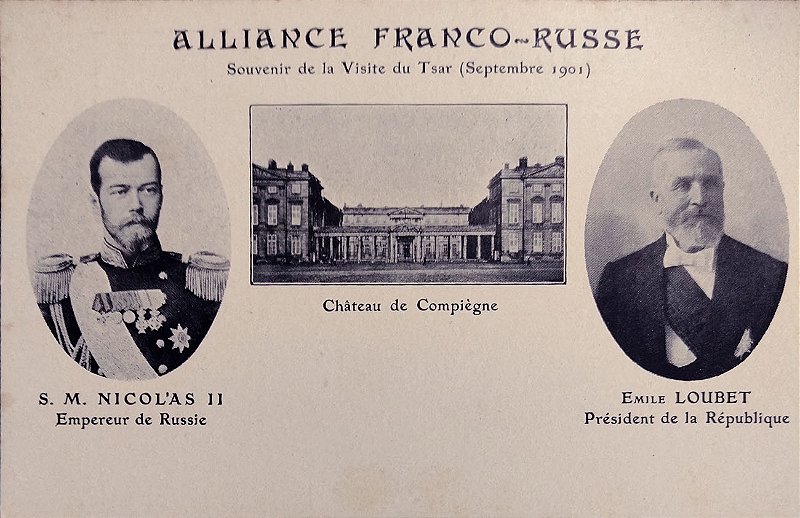 ALLIANCE FRANCO-RUSSE
Souvenir de la Visite du Tsar (Septembre 1901)
Château de Compiègne
S. M. NICOL'AS II
Empereur de Russie
EMILE LOUBET
Président de la République